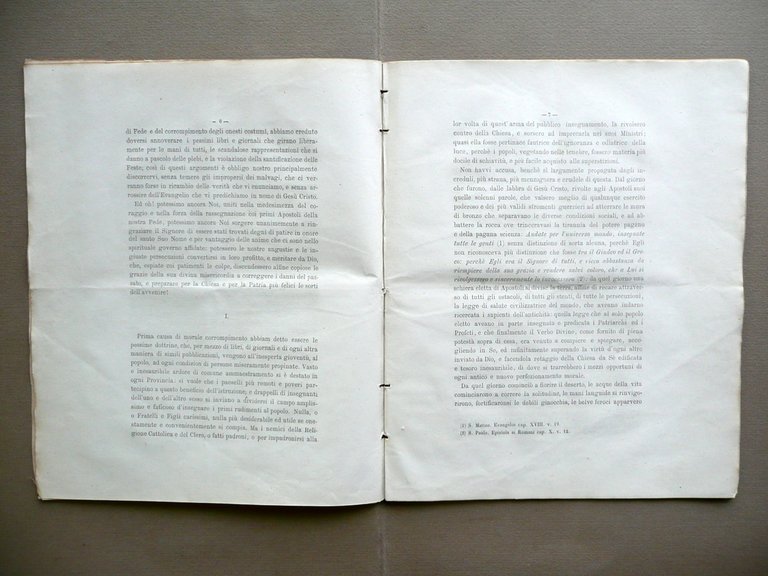 — 6 —
di Fede e del corrompimento degli onesti costumi, abbiamo creduto
doversi annoverare i pessimi libri e giornali che girano libera-
mente per le mani di tutti, le scandalose rappresentazioni che si
danno a pascolo delle plebi, e la violazione della santificazione delle
Feste; così di questi argomenti è obbligo nostro principalmente
discorrervi, senza temere gli improperii dei malvagi, che ci ver-
ranno forsi in ricambio delle verità che vi enunciamo, e senza ar-
rossire dell'Evangelio che vi predichiamo in nome di Gesù Cristo.
Ed oh! potessimo ancora Noi, uniti nella medesimezza del co-
raggio e nella forza della rassegnazione coi primi Apostoli della
nostra Fede, potessimo ancora Noi sorgere unanimemente a rin-
graziare il Signore di essere stati trovati degni di patire in onore
del santo Suo Nome e per vantaggio delle anime che ci sono nello
spirituale governo affidate; potessero le nostre angustie e le in-
giuste persecuzioni convertirsi in loro profitto, e meritare da Dio,
che, espiate coi patimenti le colpe, discendessero alfine copiose le
grazie della sua divina misericordia a correggere i danni del pas-
sato, e preparare per la Chiesa e per la Patria più felici le sorti
dell'avvenire!
I.
Prima causa di morale corrompimento abbiam detto essere le
pessime dottrine, che, per mezzo di libri, di giornali e di ogni altra
maniera di simili pubblicazioni, vengono all'inesperta gioventù, al
popolo, ad ogni condizione di persone miseramente propinate. Vasto
e inesauribile ardore di comune ammaestramento si è destato in
ogni Provincia: si vuole che i paeselli più remoti e poveri par-
tecipino a questo beneficio dell'istruzione; e drappelli di insegnanti
dell'uno e dell'altro sesso si inviano a dividersi il campo amplis-
simo e faticoso d'insegnare i primi rudimenti al popolo. Nulla, o
o Fratelli e Figli carissimi, nulla più desiderabile ed utile se one-
stamente e convenientemente si compia. Ma i nemici della Reli-
gione Cattolica e del Clero, o fatti padroni, o per impadronirsi alla
— 7 —
lor volta di quest'arma del pubblico insegnamento, la rivolsero
contro della Chiesa, e sorsero ad imprecarla nei suoi Ministri;
quasi ella fosse pertinace fautrice dell'ignoranza e odiatrice della
luce, perchè i popoli, vegetando nelle tenebre, fossero materia più
docile di schiavitù, e più facile acquisto alla superstizioni.
Non havvi accusa, benchè sì largamente propagata dagli in-
creduli, più strana, più menzognera e crudele di questa. Dal giorno
che furono, dalle labbra di Gesù Cristo, rivolte agli Apostoli suoi
quelle solenni parole, che valsero meglio di qualunque esercito
poderoso e dei più validi stromenti guerrieri ad atterrare le mura
di bronzo che separavano le diverse condizioni sociali, e ad ab-
battere la rocca ove trinceravasi la tirannia del potere pagano
e della pagana scienza: Andate per l'universo mondo, insegnate
tutte le genti (1) senza distinzione di sorta alcuna, perchè Egli
non riconosceva più distinzione che fosse tra il Giudeo ed il Gre-
co; perchè Egli era il Signore di tutti, e ricco abbastanza da
riempiere della sua grazia e rendere salvi coloro, che a Lui si
rivolgessero e sinceramente lo invocassero (2); da quel giorno una
schiera eletta di Apostoli si divise la terra, affine di recare attraver-
so di tutti gli ostacoli, di tutti gli stenti, di tutte le persecuzioni,
la legge di salute civilizzatrice del mondo, che avevano indarno
ricercata i sapienti dell'antichità; quella legge che al solo popolo
eletto aveano in parte insegnata e predicata i Patriarchi ed i
Profeti, e che finalmente il Verbo Divino, come fornito di piena
potestà sopra di essa, era venuto a compiere e spiegare, accogli-
endo in Sè, ed infinitamente superando la virtù d'ogni altro
inviato da Dio, e facendola retaggio della Chiesa da Sè edificata
e tesoro inesauribile, di dove si trarrebbero i mezzi opportuni di
ogni antico e nuovo perfezionamento morale.
Da quel giorno cominciò a fiorire il deserto, le acque della vita
cominciarono a correre la solitudine, le mani languide si rinvigo-
rirono, fortificaronsi le debili ginocchia, le belve feroci apparvero
(1) S. Matteo. Evangelio cap. XVIII. v. 19.
(2) S. Paolo. Epistola ai Romani cap. X. v. 12.